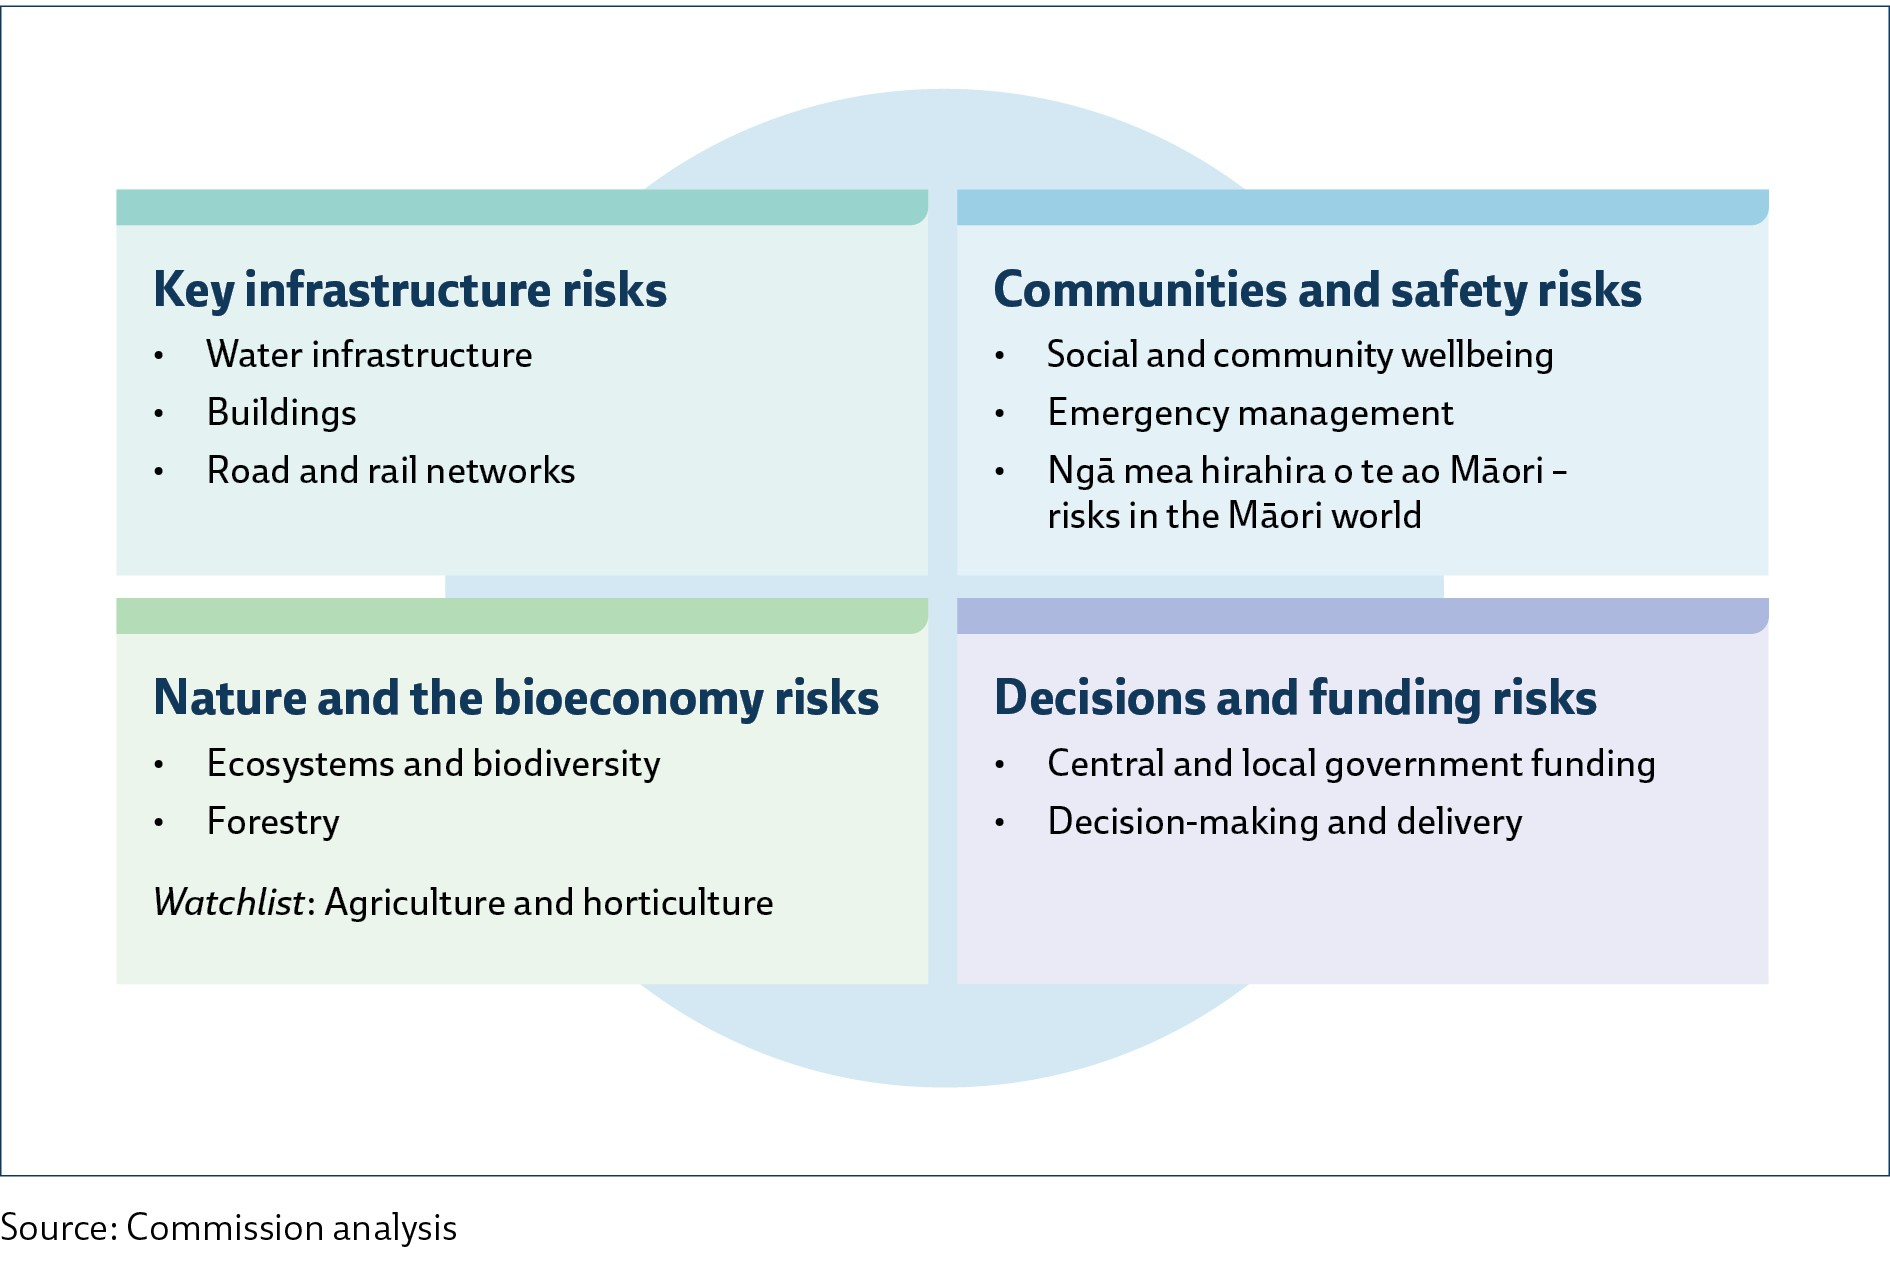 Key infrastructure risks
• Water infrastructure
• Buildings
• Road and rail networks
Communities and safety risks
• Social and community wellbeing
• Emergency management
• Ngā mea hirahira o te ao Māori –
risks in the Māori world
Nature and the bioeconomy risks
• Ecosystems and biodiversity
• Forestry
Watchlist: Agriculture and horticulture
Decisions and funding risks
• Central and local government funding
• Decision-making and delivery
Source: Commission analysis